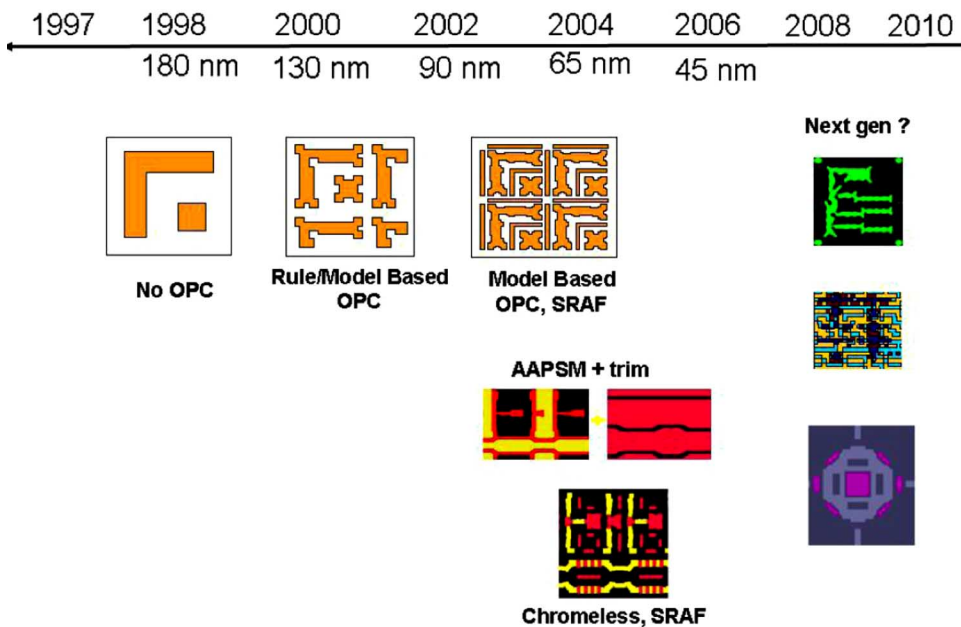 1997 1998 2000 2002 2004 2006 2008 2010
180 nm 130 nm 90 nm 65 nm 45 nm
Next gen ?
No OPC
Rule/Model Based
OPC
Model Based
OPC, SRAF
AAPSM + trim
Chromeless, SRAF